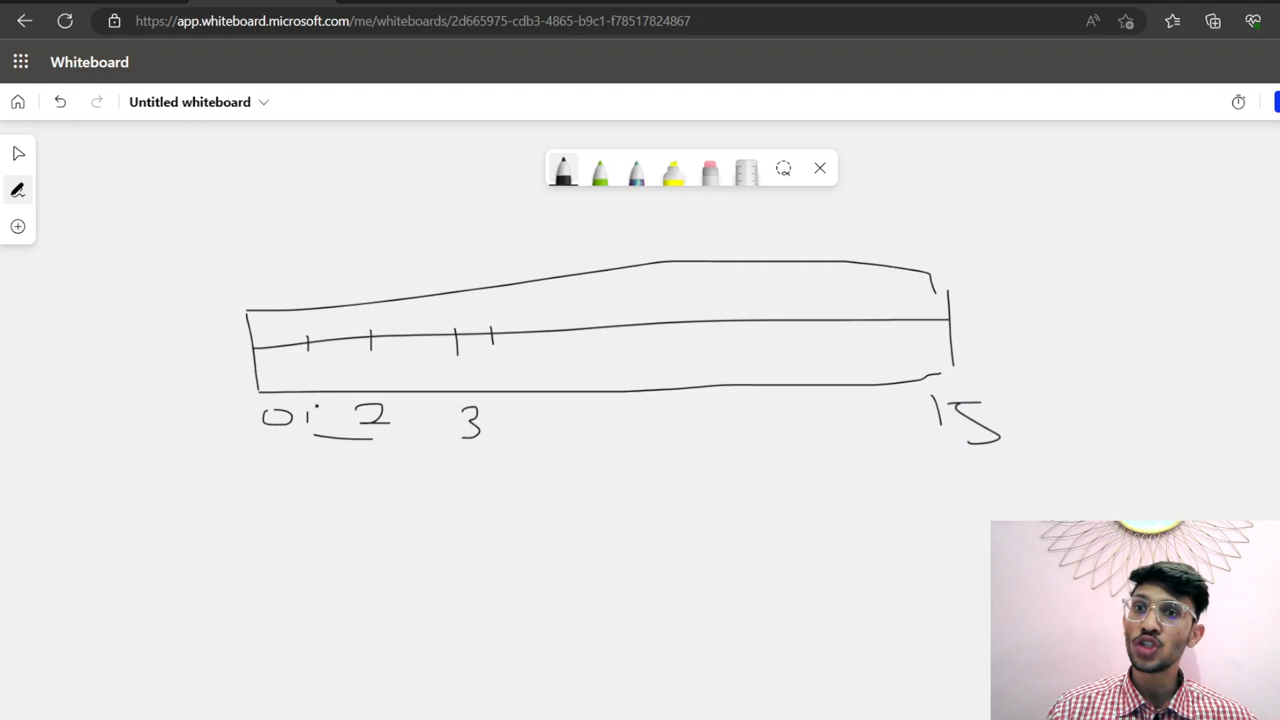 https://app.whiteboard.microsoft.com/me/whiteboards/2d665975-cdb3-4865-b9c1-f78517824867
Whiteboard
Untitled whiteboard
0 1 2 3 15